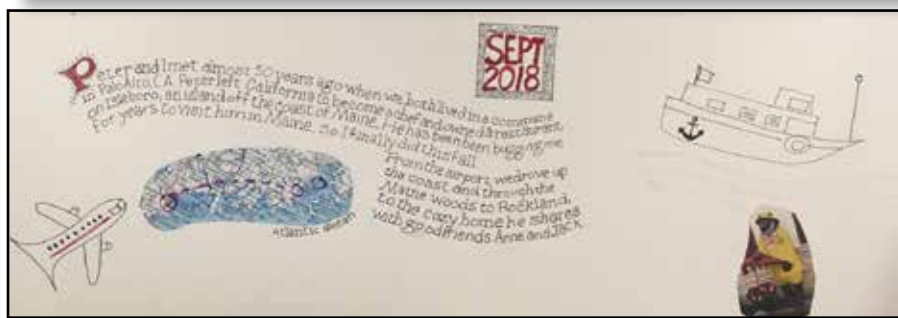 SEPT
2018
Peter and I met almost 50 years ago when we both lived in a commune
in Palo Alto, CA. Peter left California to become a chef and owned a restaurant
on Isleboro, an island off the coast of Maine. He has been been bugging me
for years to visit him in Maine. So I finally did this fall.
From the airport, we drove up
the coast and through the
Maine woods to Rockland,
to the cozy home he shares
with good friends Anne and Jack
atlantic ocean